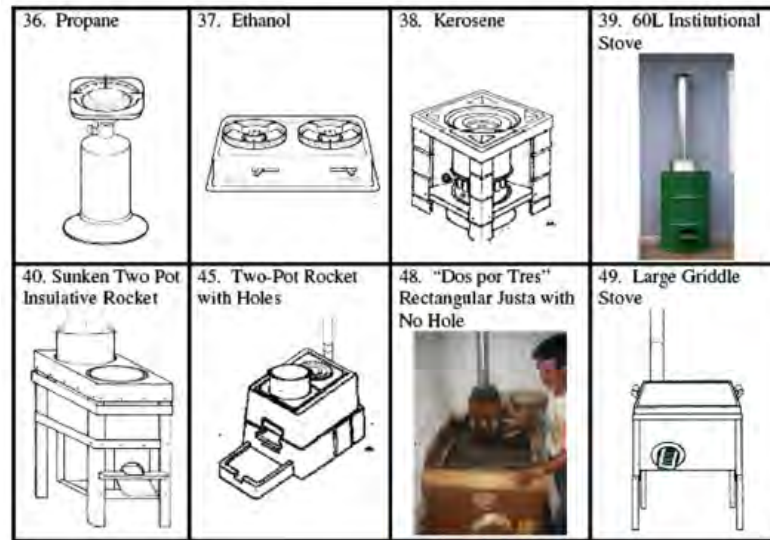 36. Propane
37. Ethanol
38. Kerosene
39. 60L Institutional
Stove
40. Sunken Two Pot
Insulative Rocket
45. Two-Pot Rocket
with Holes
48. “Dos por Tres”
Rectangular Justa with
No Hole
49. Large Griddle
Stove